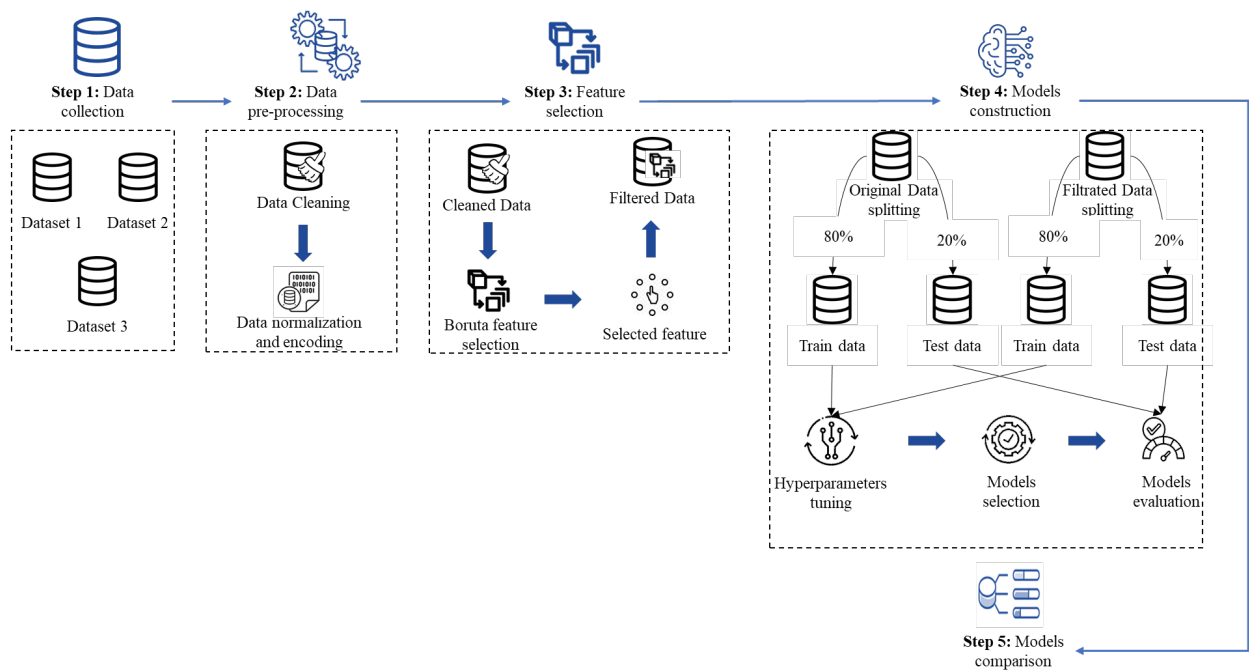 Step 1: Data
collection
Step 2: Data
pre-processing
Step 3: Feature
selection
Step 4: Models
construction
Dataset 1
Dataset 2
Dataset 3
Data Cleaning
101010I
010I010
I0I0I
Data normalization
and encoding
Cleaned Data
Filtered Data
Boruta feature
selection
Selected feature
Original Data
splitting
Filtrated Data
splitting
80%
20%
80%
20%
Train data
Test data
Train data
Test data
Hyperparameters
tuning
Models
selection
Models
evaluation
Step 5: Models
comparison